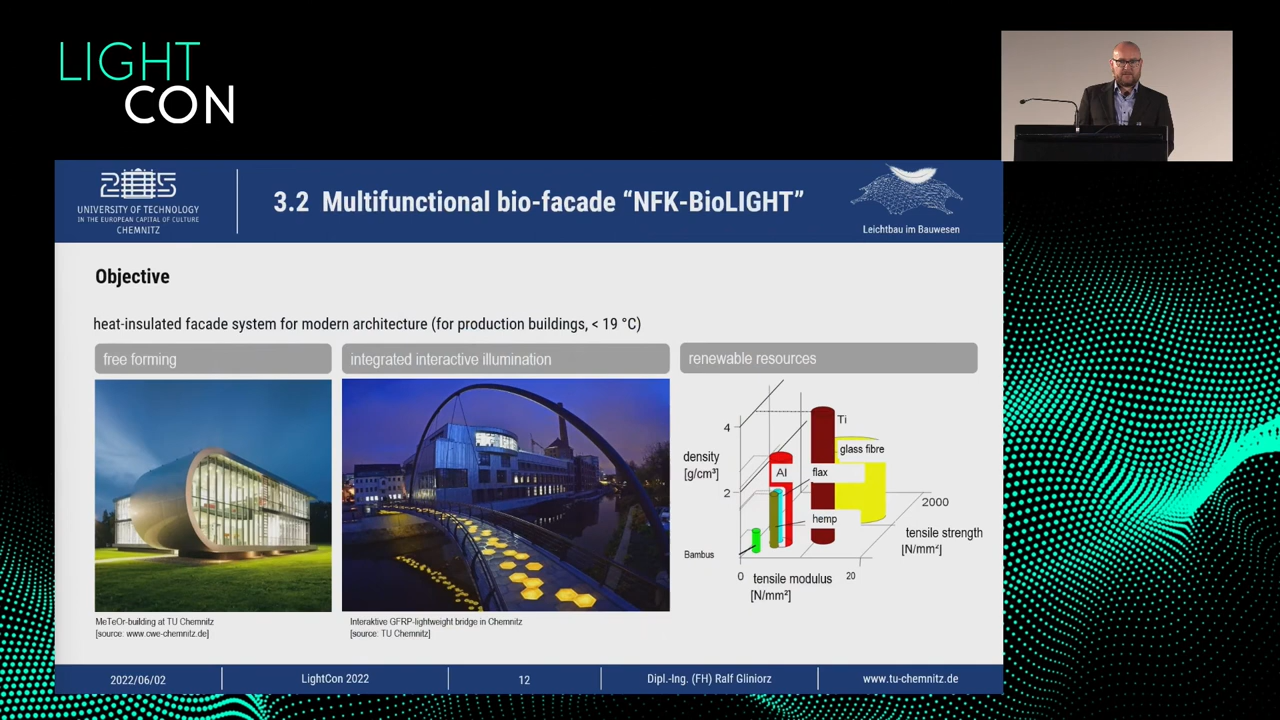 LIGHT
CON
2025
UNIVERSITY OF TECHNOLOGY
IN THE EUROPEAN CAPITAL OF CULTURE
CHEMNITZ
3.2 Multifunctional bio-facade “NFK-BioLIGHT”
Leichtbau im Bauwesen
Objective
heat-insulated facade system for modern architecture (for production buildings, < 19 °C)
free forming
integrated interactive illumination
renewable resources
MeTeOr-building at TU Chemnitz
[source: www.cwe-chemnitz.de]
Interaktive GFRP-lightweight bridge in Chemnitz
[source: TU Chemnitz]
4
density
[g/cm³]
2
Ti
glass fibre
Al
flax
hemp
2000
tensile strength
[N/mm²]
Bambus
0
tensile modulus
[N/mm²]
20
2022/06/02
LightCon 2022
12
Dipl.-Ing. (FH) Ralf Gliniorz
www.tu-chemnitz.de